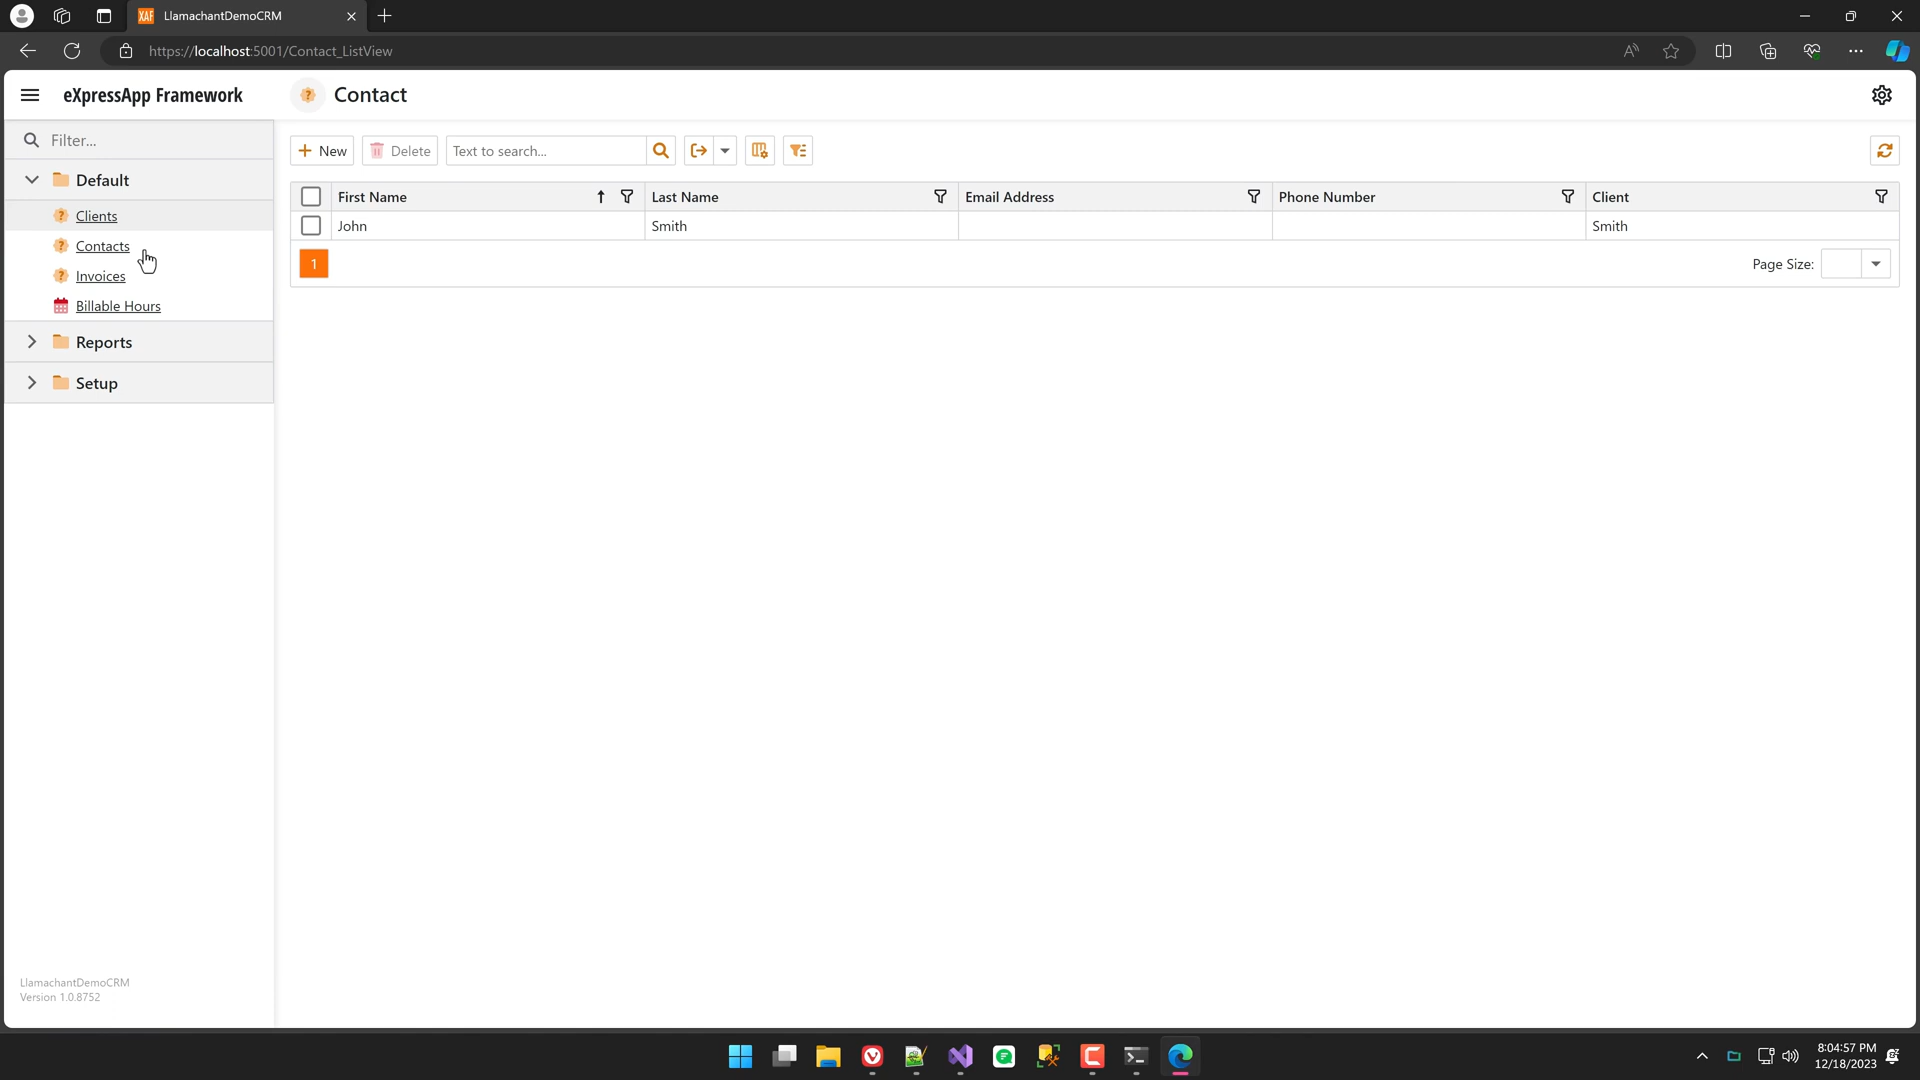 XAF LlamachantDemoCRM
https://localhost:5001/Contact_ListView
eXpressApp Framework
? Contact
Filter...
New Delete Text to search...
Default
First Name Last Name Email Address Phone Number Client
? Clients
John Smith Smith
? Contacts
1 Page Size:
? Invoices
Billable Hours
Reports
Setup
LlamachantDemoCRM
Version 1.0.8752
8:04:57 PM
12/18/2023